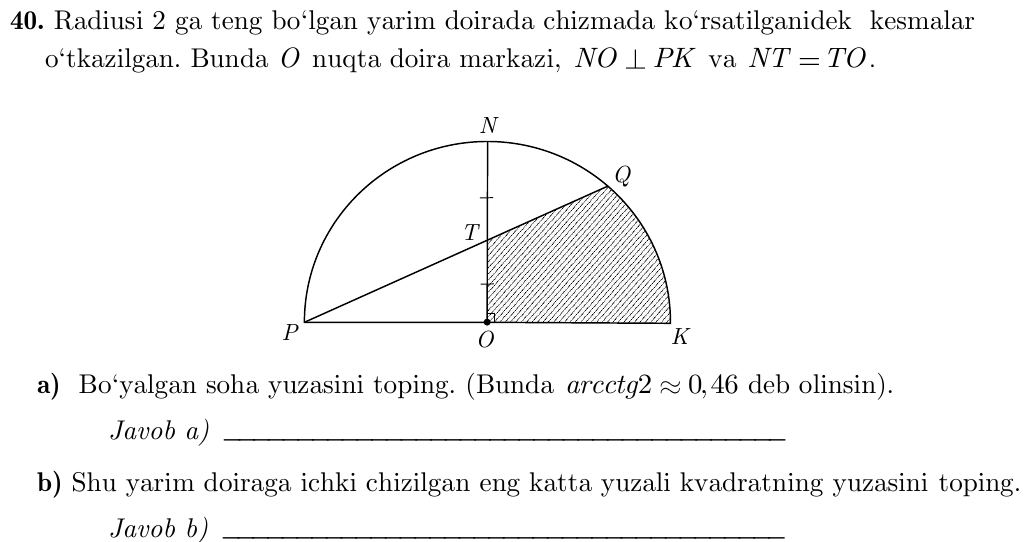 40. Radiusi 2 ga teng bo‘lgan yarim doirada chizmada ko‘rsatilganidek kesmalar
o‘tkazilgan. Bunda O nuqta doira markazi, NO ⊥ PK va NT = TO.
N
Q
T
P
O
K
a) Bo‘yalgan soha yuzasini toping. (Bunda arcctg2 ≈ 0,46 deb olinsin).
Javob a) ________________________________________
b) Shu yarim doiraga ichki chizilgan eng katta yuzali kvadratning yuzasini toping.
Javob b) ________________________________________